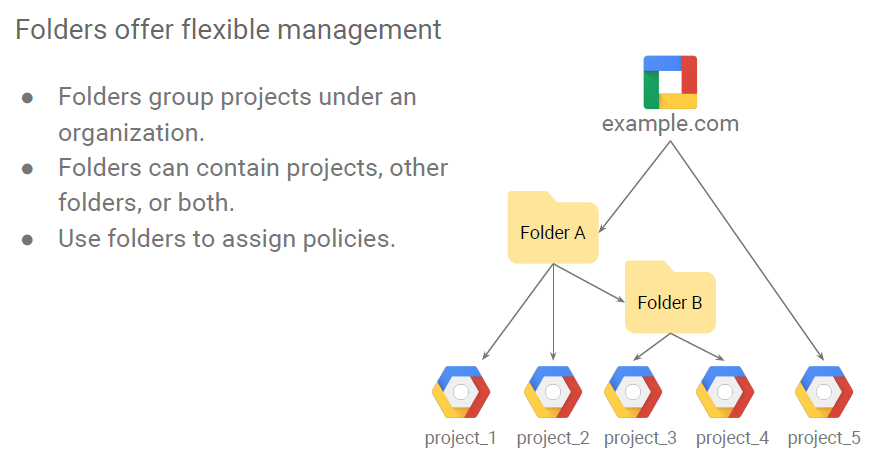 Folders offer flexible management
● Folders group projects under an
organization.
● Folders can contain projects, other
folders, or both.
● Use folders to assign policies.
example.com
Folder A
Folder B
project_1
project_2
project_3
project_4
project_5